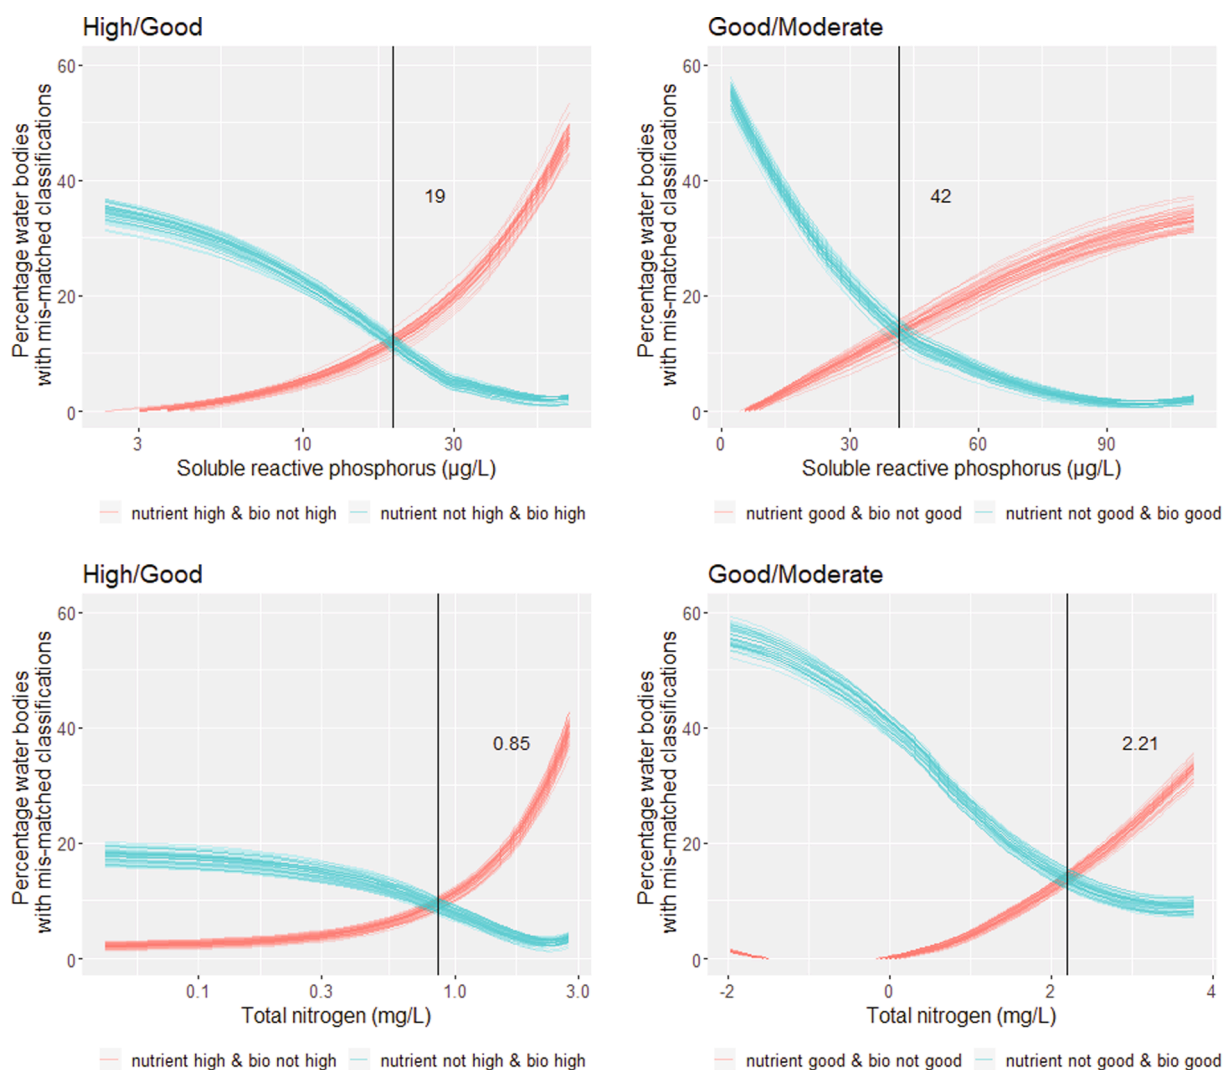 High/Good
Percentage water bodies
with mis-matched classifications
60
40
20
0
19
3
10
30
Soluble reactive phosphorus (µg/L)
nutrient high & bio not high
nutrient not high & bio high
Good/Moderate
Percentage water bodies
with mis-matched classifications
60
40
20
0
42
0
30
60
90
Soluble reactive phosphorus (µg/L)
nutrient good & bio not good
nutrient not good & bio good
High/Good
Percentage water bodies
with mis-matched classifications
60
40
20
0
0.85
0.1
0.3
1.0
3.0
Total nitrogen (mg/L)
nutrient high & bio not high
nutrient not high & bio high
Good/Moderate
Percentage water bodies
with mis-matched classifications
60
40
20
0
2.21
-2
0
2
4
Total nitrogen (mg/L)
nutrient good & bio not good
nutrient not good & bio good